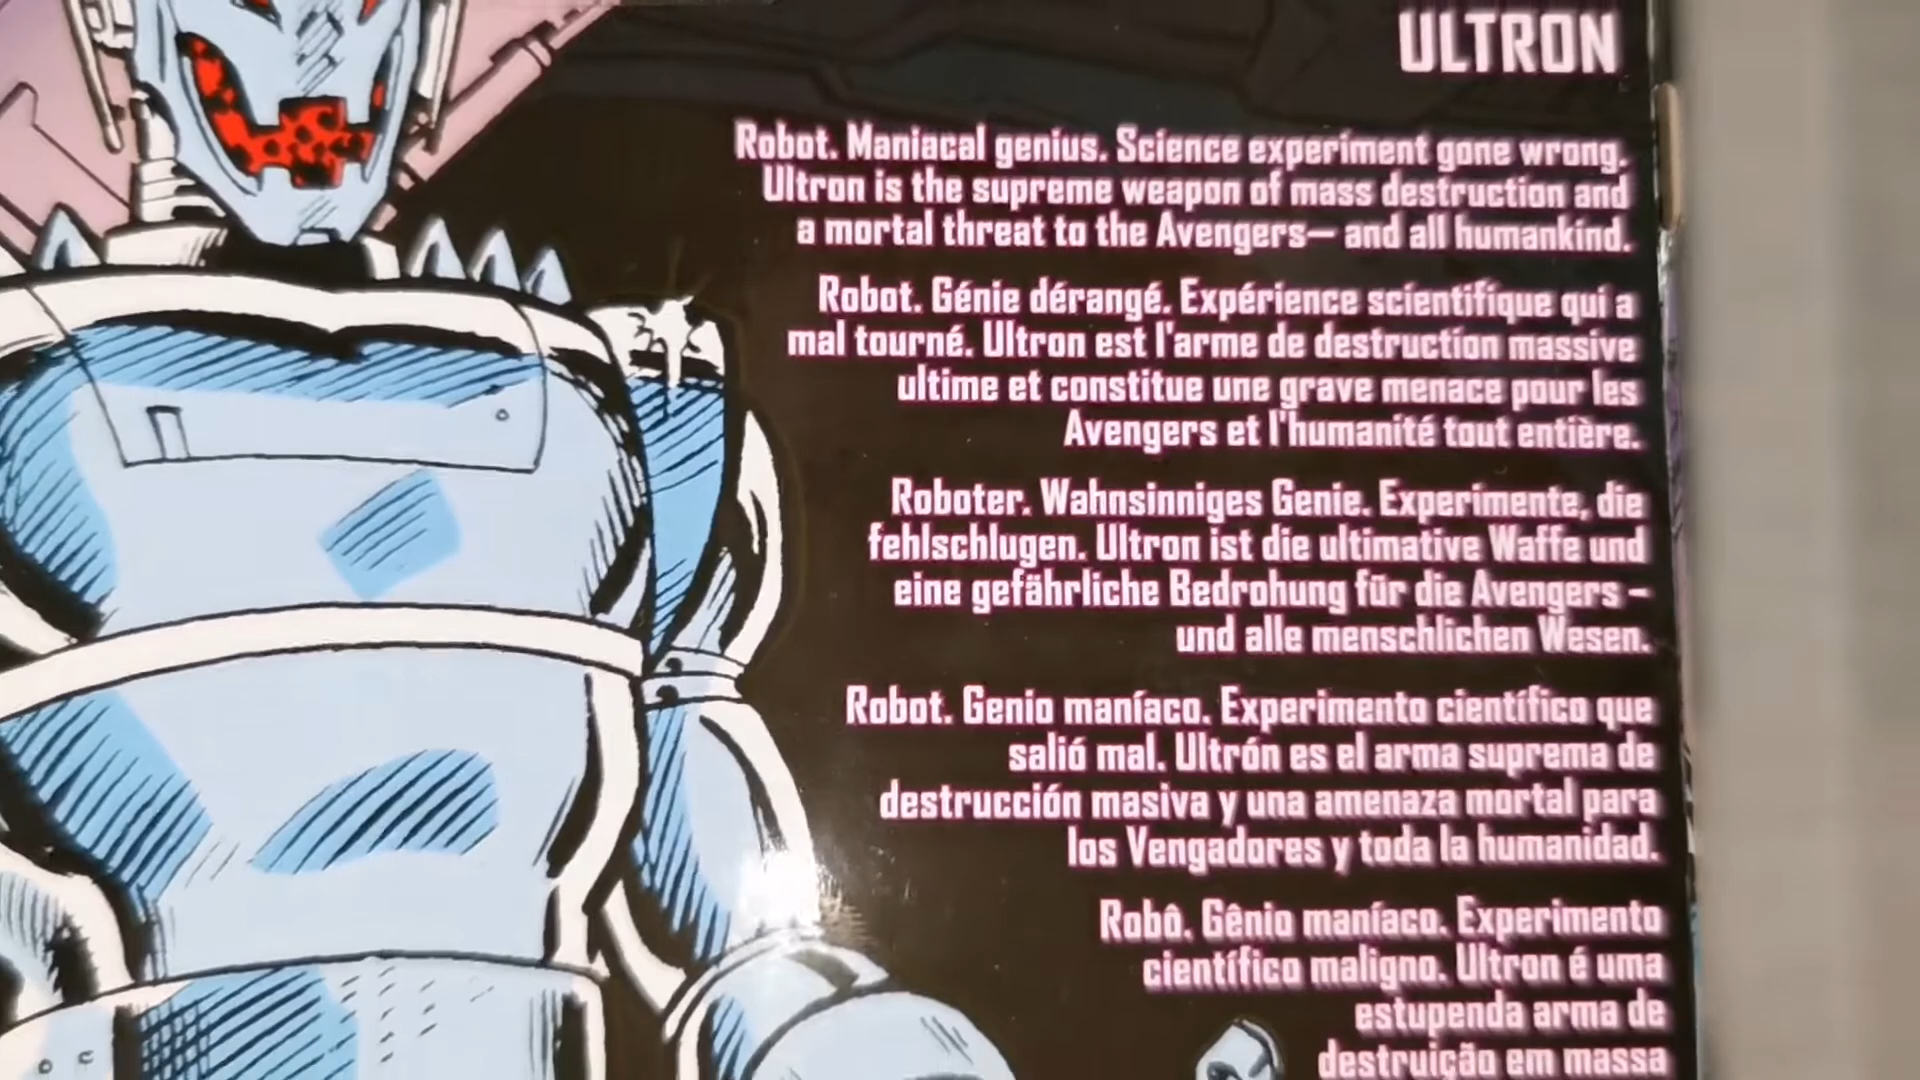 ULTRON
Robot. Maniacal genius. Science experiment gone wrong.
Ultron is the supreme weapon of mass destruction and
a mortal threat to the Avengers— and all humankind.
Robot. Génie dérangé. Expérience scientifique qui a
mal tourné. Ultron est l'arme de destruction massive
ultime et constitue une grave menace pour les
Avengers et l'humanité tout entière.
Roboter. Wahnsinniges Genie. Experimente, die
fehlschlugen. Ultron ist die ultimative Waffe und
eine gefährliche Bedrohung für die Avengers –
und alle menschlichen Wesen.
Robot. Genio maníaco. Experimento científico que
salió mal. Ultrón es el arma suprema de
destrucción masiva y una amenaza mortal para
los Vengadores y toda la humanidad.
Robô. Gênio maníaco. Experimento
científico maligno. Ultron é uma
estupenda arma de
destruição em massa